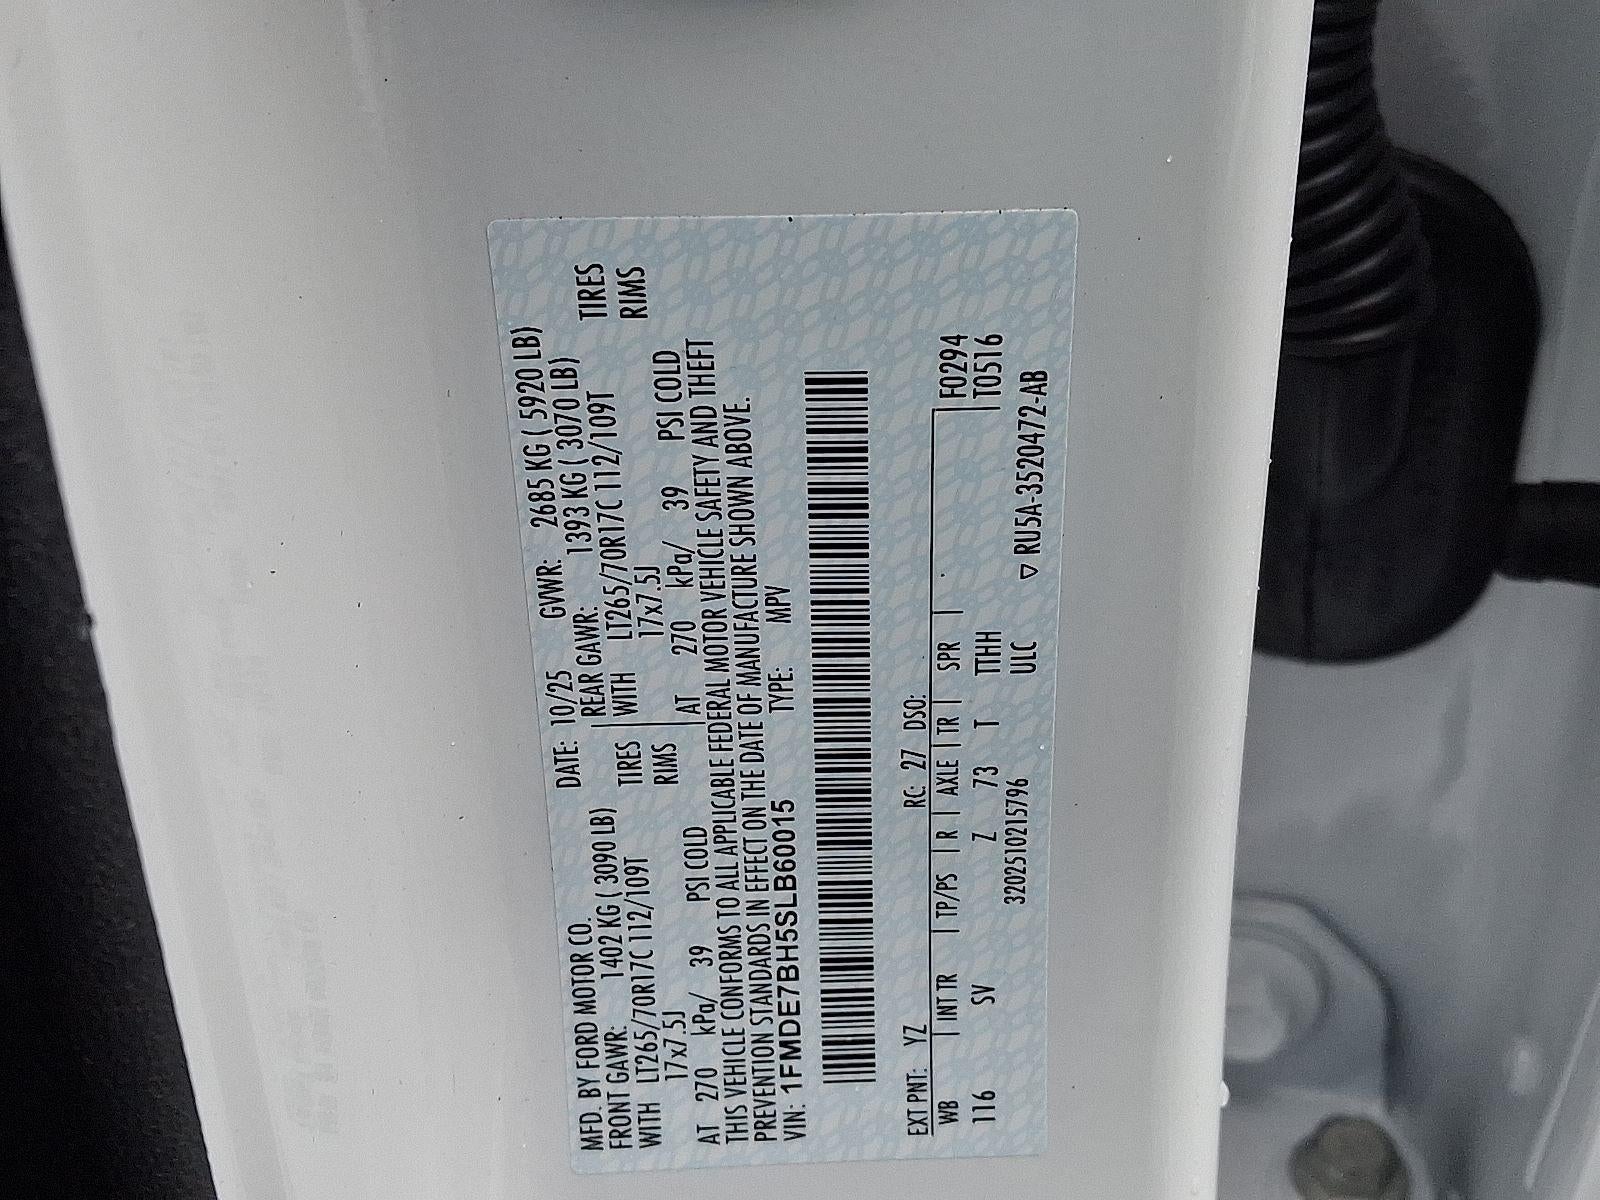 MFD. BY FORD MOTOR CO.
DATE: 10/25 GVWR: 2685 KG ( 5920 LB)
FRONT GAWR: 1402 KG ( 3090 LB) REAR GAWR: 1393 KG ( 3070 LB)
WITH LT265/70R17C 112/109T TIRES WITH LT265/70R17C 112/109T TIRES
17x7.5J RIMS 17x7.5J RIMS
AT 270 kPa/ 39 PSI COLD AT 270 kPa/ 39 PSI COLD
THIS VEHICLE CONFORMS TO ALL APPLICABLE FEDERAL MOTOR VEHICLE SAFETY AND THEFT
PREVENTION STANDARDS IN EFFECT ON THE DATE OF MANUFACTURE SHOWN ABOVE.
VIN: 1FMDE7BH5SLB60015 TYPE: MPV
EXT PNT: YZ RC: 27 DSO:
WB INT TR TP/PS R AXLE TR SPR F0294
116 SV Z 73 T TTHH T0516
3202510215796 ULC ▽ RU5A-3520472-AB